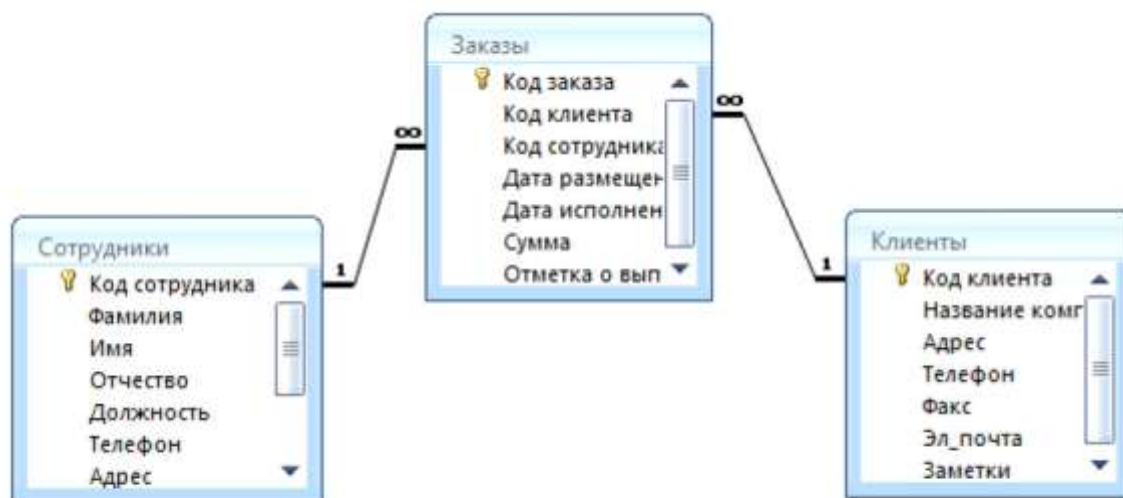 Заказы
Код заказа
Код клиента
Код сотрудника
Дата размещен
Дата исполнен
Сумма
Отметка о вып
∞
∞
Сотрудники
1
Код сотрудника
Фамилия
Имя
Отчество
Должность
Телефон
Адрес
Клиенты
1
Код клиента
Название комп
Адрес
Телефон
Факс
Эл_почта
Заметки